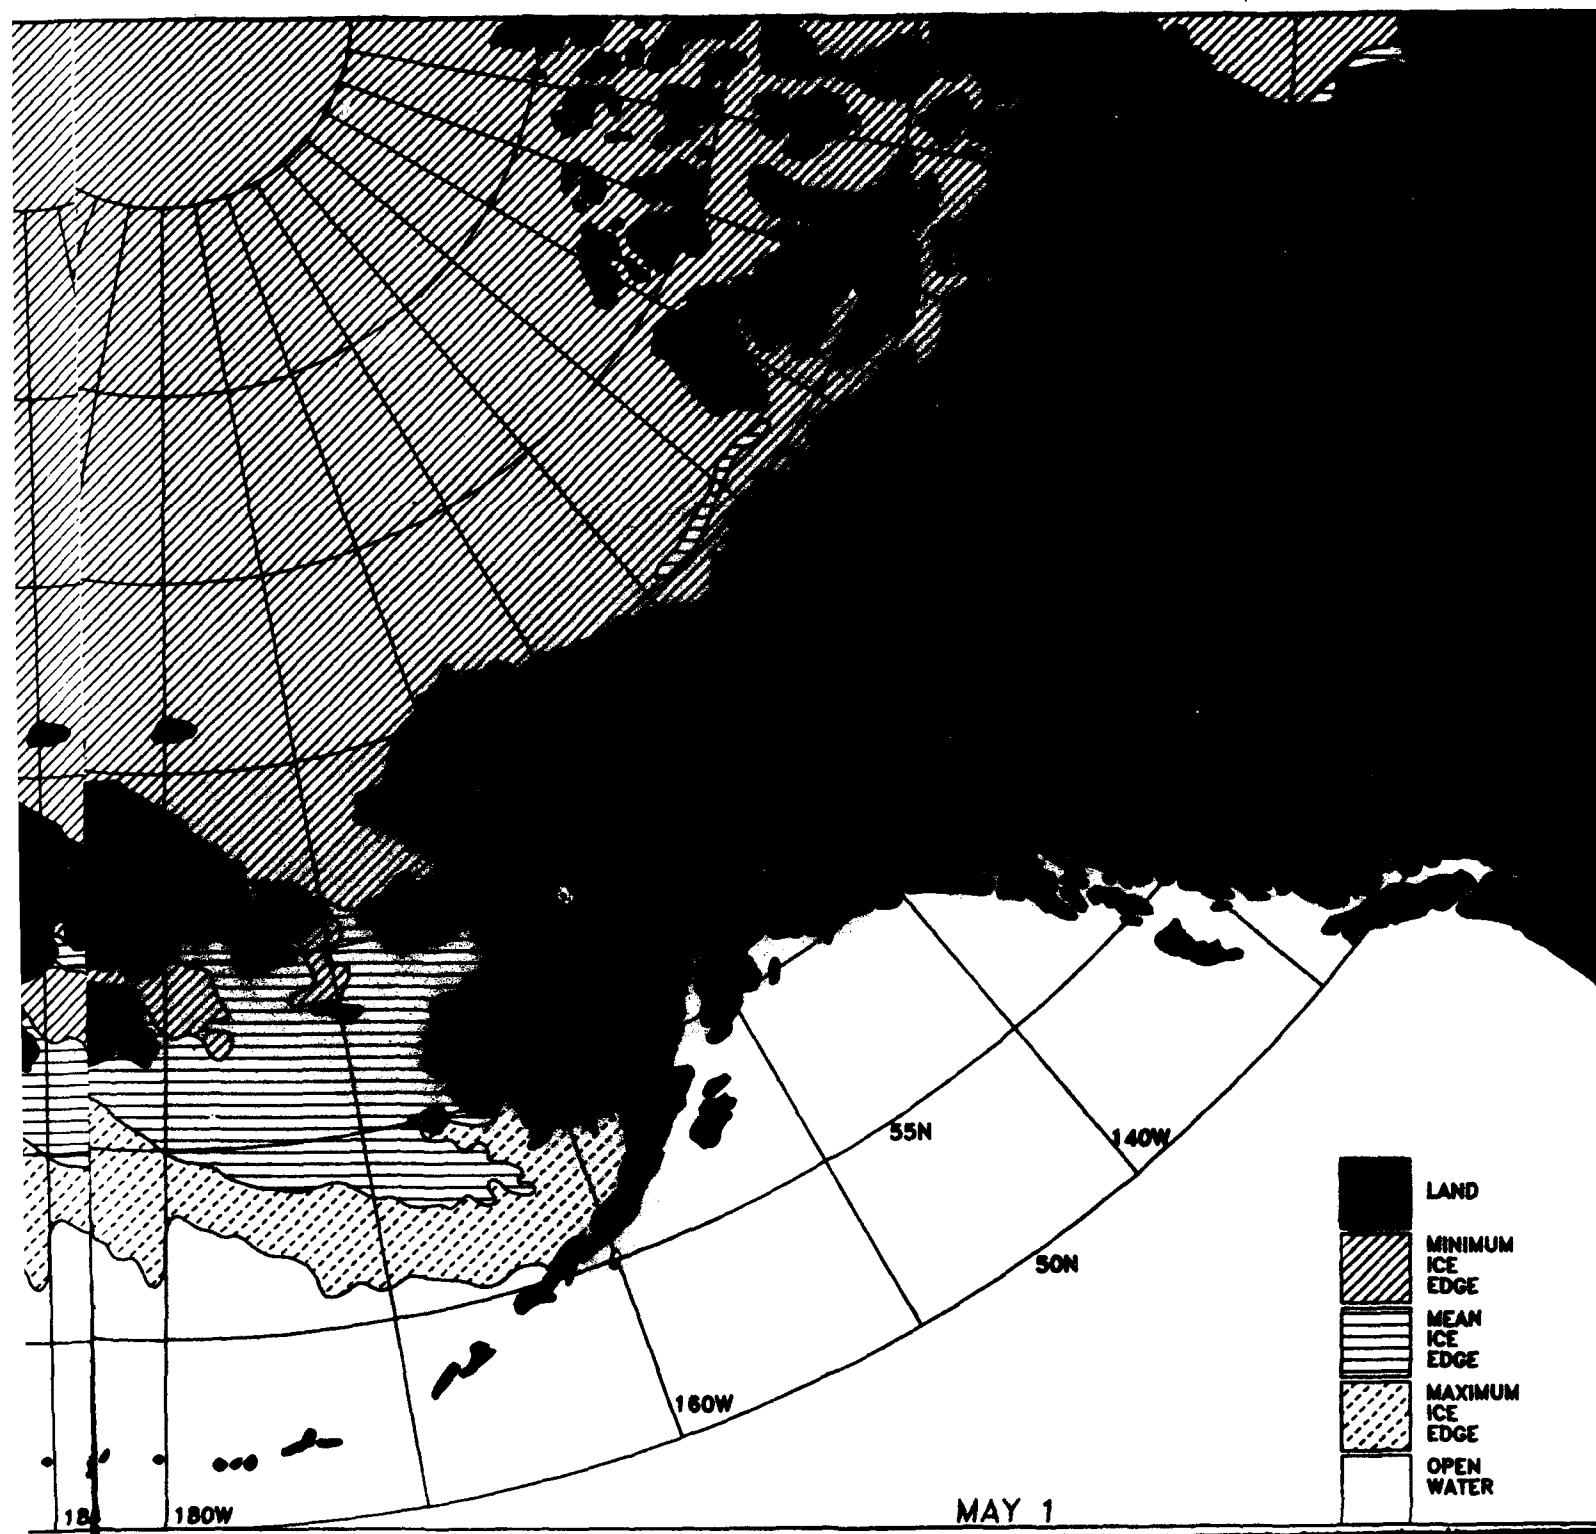 55N
140W
50N
160W
180W
MAY 1
LAND
MINIMUM
ICE
EDGE
MEAN
ICE
EDGE
MAXIMUM
ICE
EDGE
OPEN
WATER